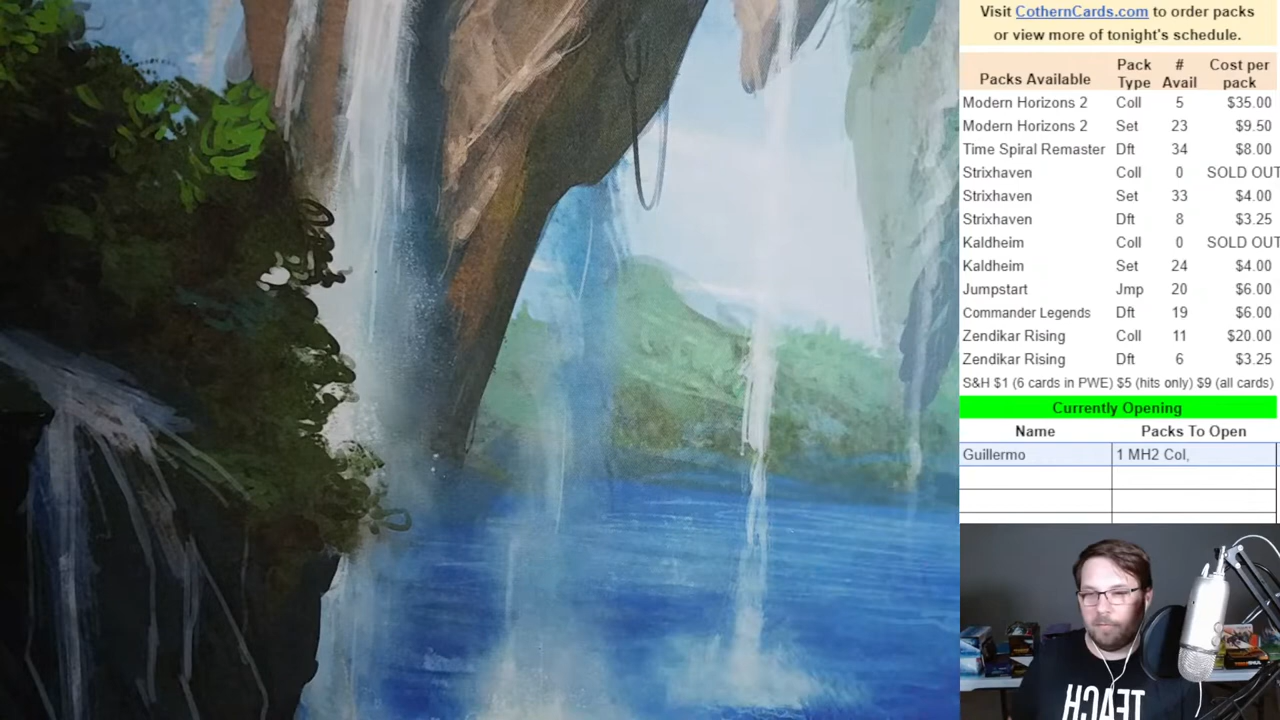 Visit CothernCards.com to order packs
or view more of tonight's schedule.
Packs Available Pack Type # Avail Cost per pack
Modern Horizons 2 Coll 5 $35.00
Modern Horizons 2 Set 23 $9.50
Time Spiral Remaster Dft 34 $8.00
Strixhaven Coll 0 SOLD OUT
Strixhaven Set 33 $4.00
Strixhaven Dft 8 $3.25
Kaldheim Coll 0 SOLD OUT
Kaldheim Set 24 $4.00
Jumpstart Jmp 20 $6.00
Commander Legends Dft 19 $6.00
Zendikar Rising Coll 11 $20.00
Zendikar Rising Dft 6 $3.25
S&H $1 (6 cards in PWE) $5 (hits only) $9 (all cards)
Currently Opening
Name Packs To Open
Guillermo 1 MH2 Col,
TEACH